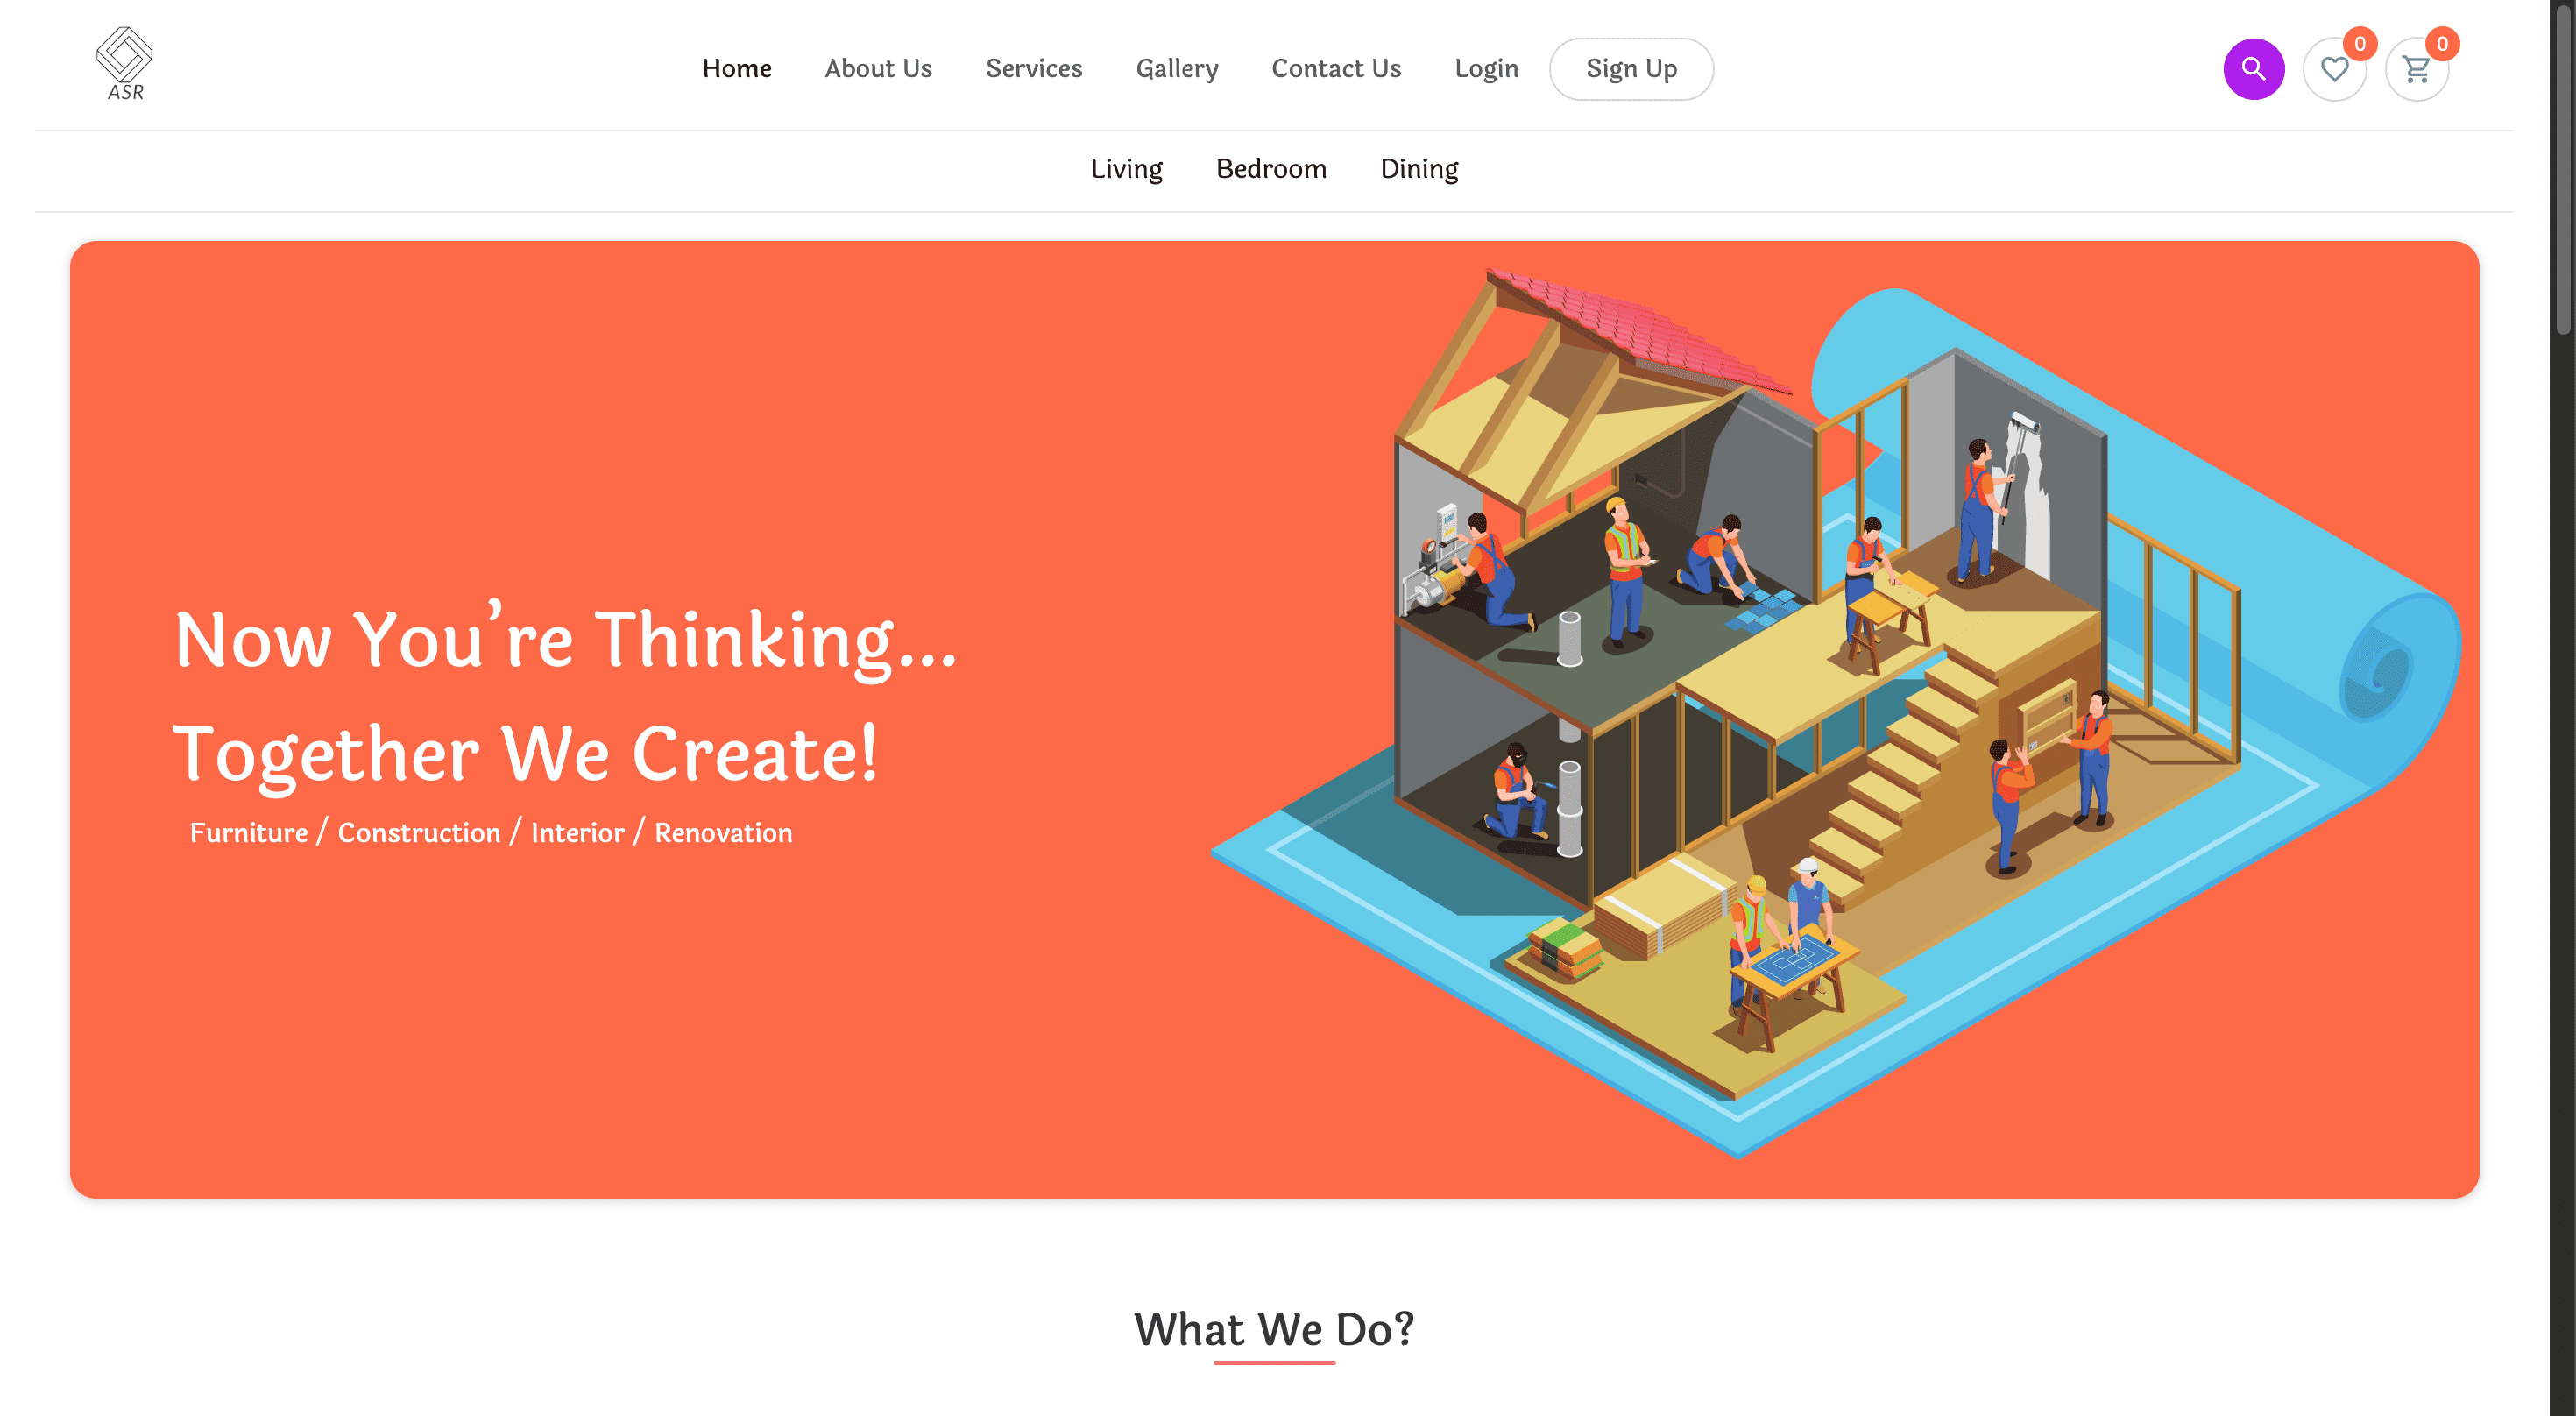 ASR
Home About Us Services Gallery Contact Us Login Sign Up 0 0
Living Bedroom Dining
Now You’re Thinking...
Together We Create!
Furniture / Construction / Interior / Renovation
What We Do?